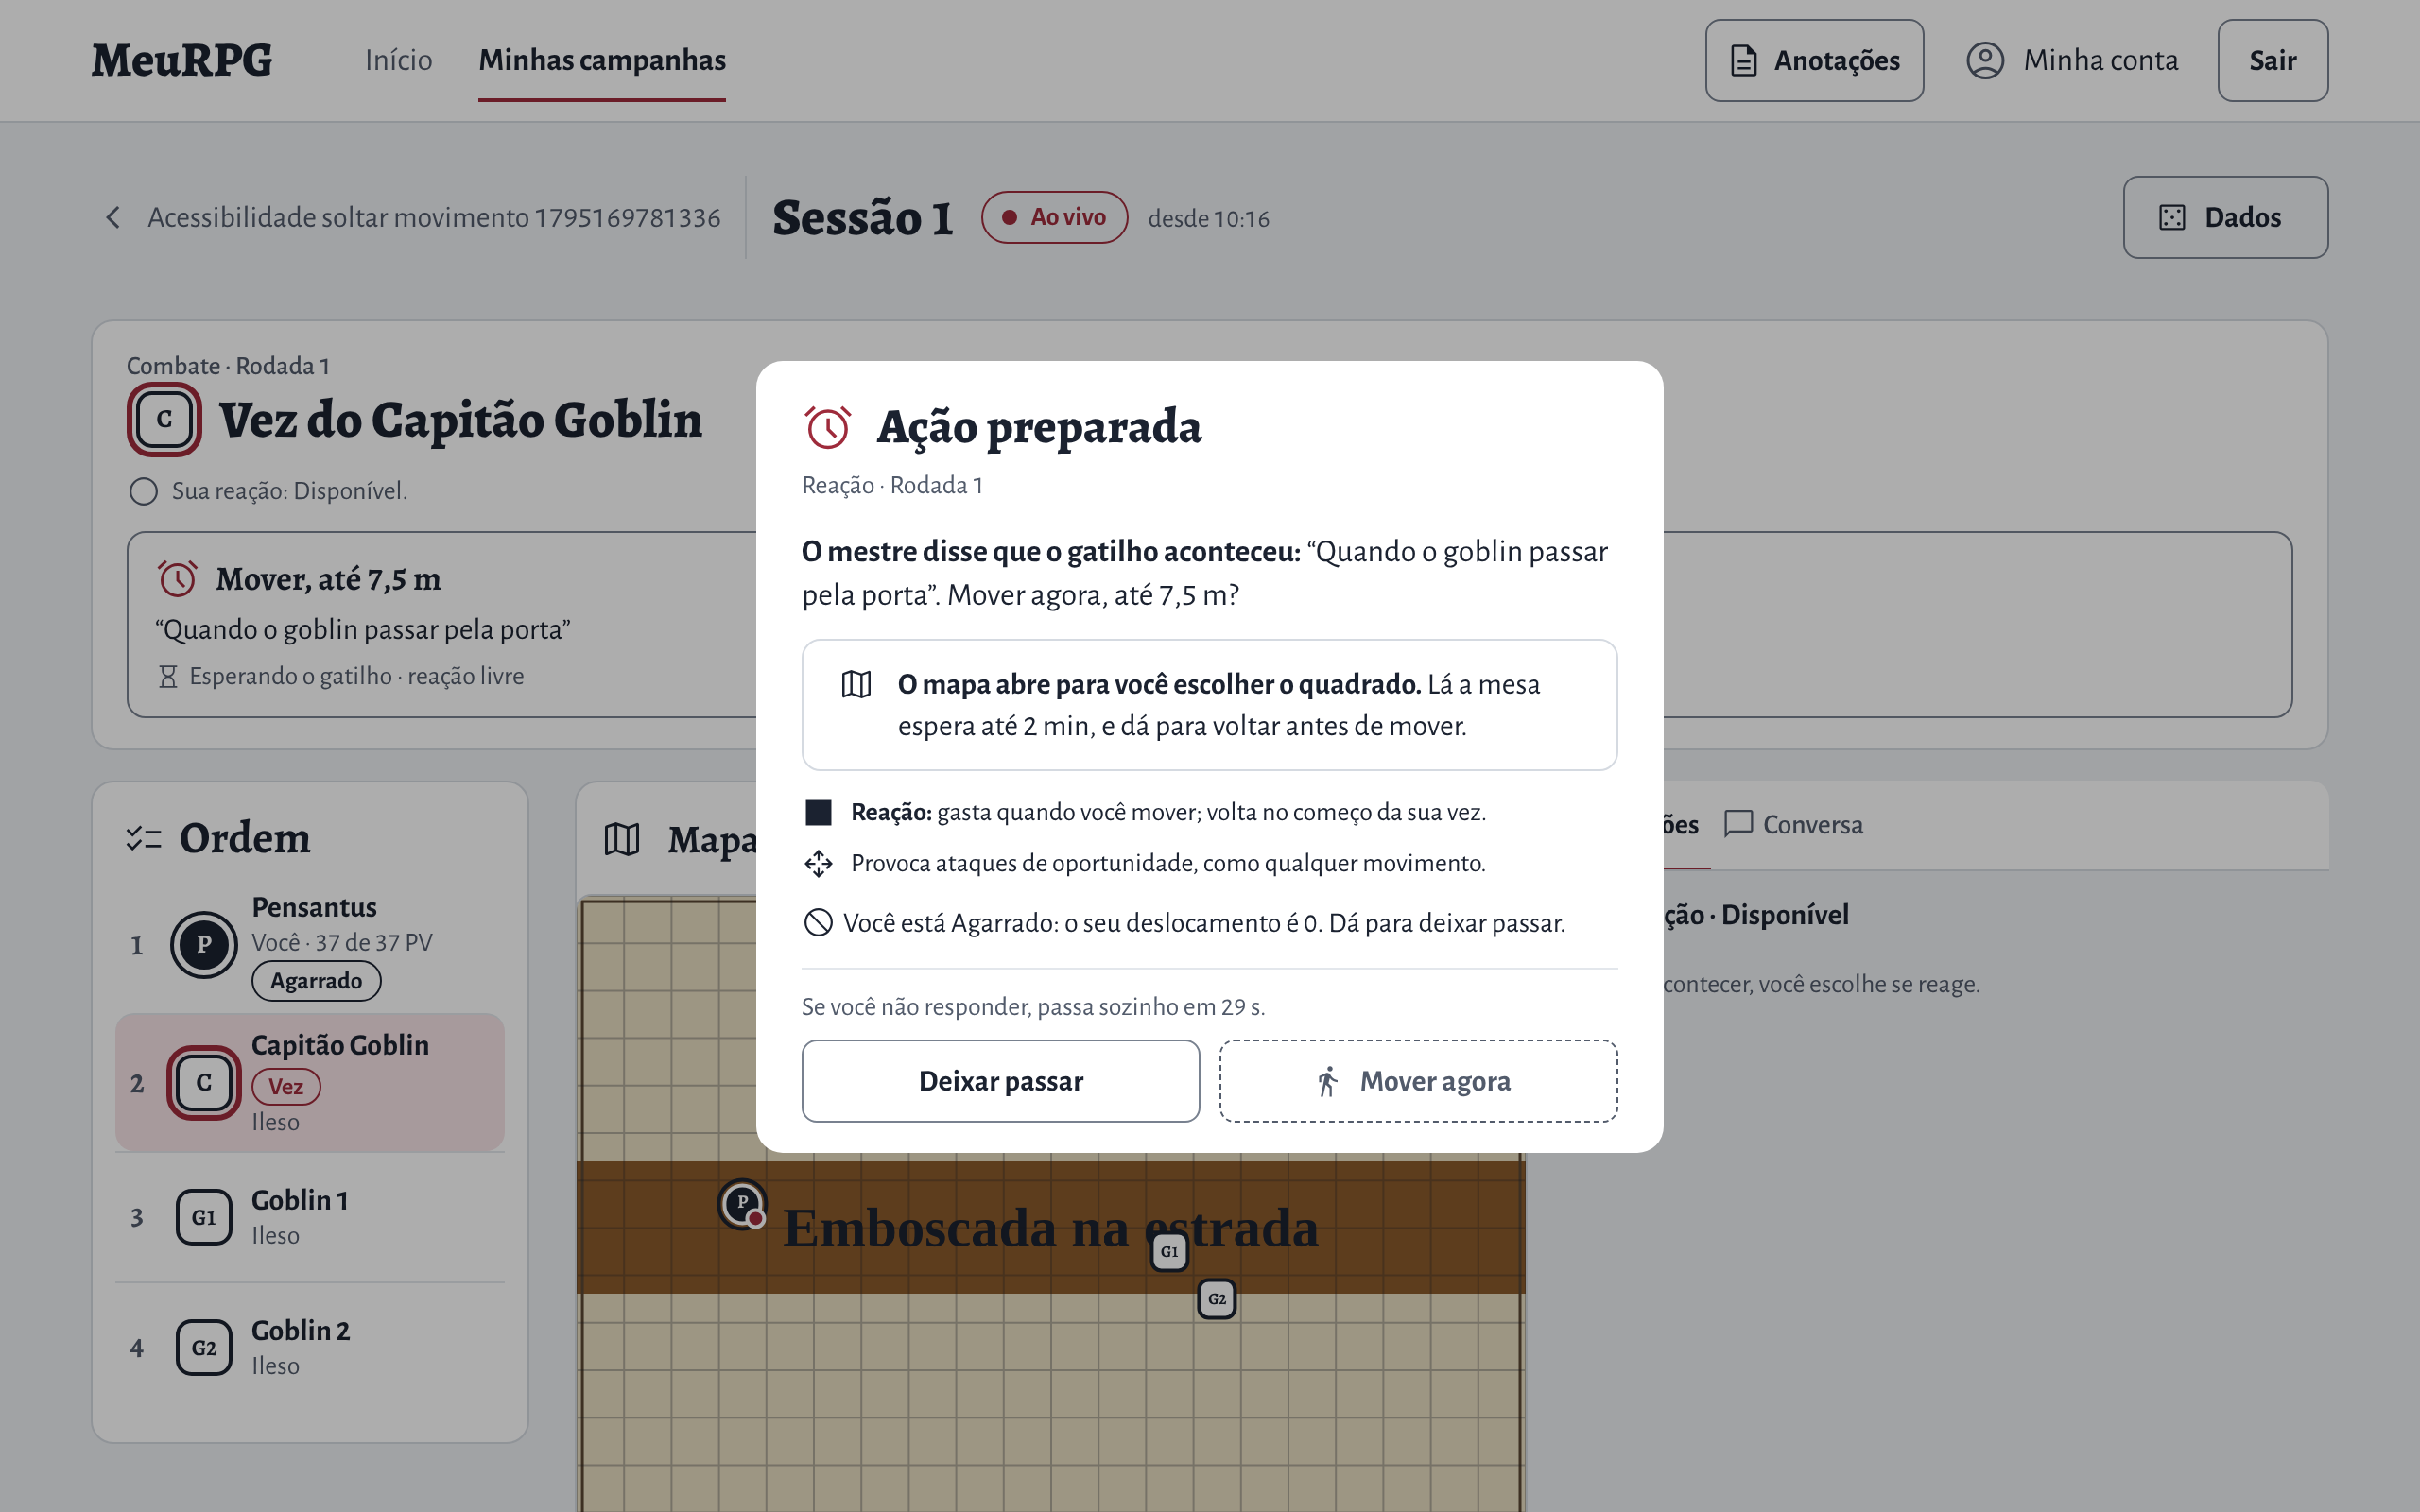 MeuRPG
Início
Minhas campanhas
Anotações
Minha conta
Sair
Acessibilidade soltar movimento 1795169781336
Sessão 1
Ao vivo
desde 10:16
Dados
Combate · Rodada 1
C
Vez do Capitão Goblin
Sua reação: Disponível.
Mover, até 7,5 m
“Quando o goblin passar pela porta”
Esperando o gatilho · reação livre
Ação preparada
Reação · Rodada 1
O mestre disse que o gatilho aconteceu: “Quando o goblin passar
pela porta”. Mover agora, até 7,5 m?
O mapa abre para você escolher o quadrado. Lá a mesa
espera até 2 min, e dá para voltar antes de mover.
Reação: gasta quando você mover; volta no começo da sua vez.
Provoca ataques de oportunidade, como qualquer movimento.
Você está Agarrado: o seu deslocamento é 0. Dá para deixar passar.
Se você não responder, passa sozinho em 29 s.
Deixar passar
Mover agora
Ordem
1
P
Pensantus
Você · 37 de 37 PV
Agarrado
2
C
Capitão Goblin
Vez
Ileso
3
G1
Goblin 1
Ileso
4
G2
Goblin 2
Ileso
Mapa
P
Emboscada na estrada
G1
G2
ões
Conversa
ção · Disponível
contecer, você escolhe se reage.